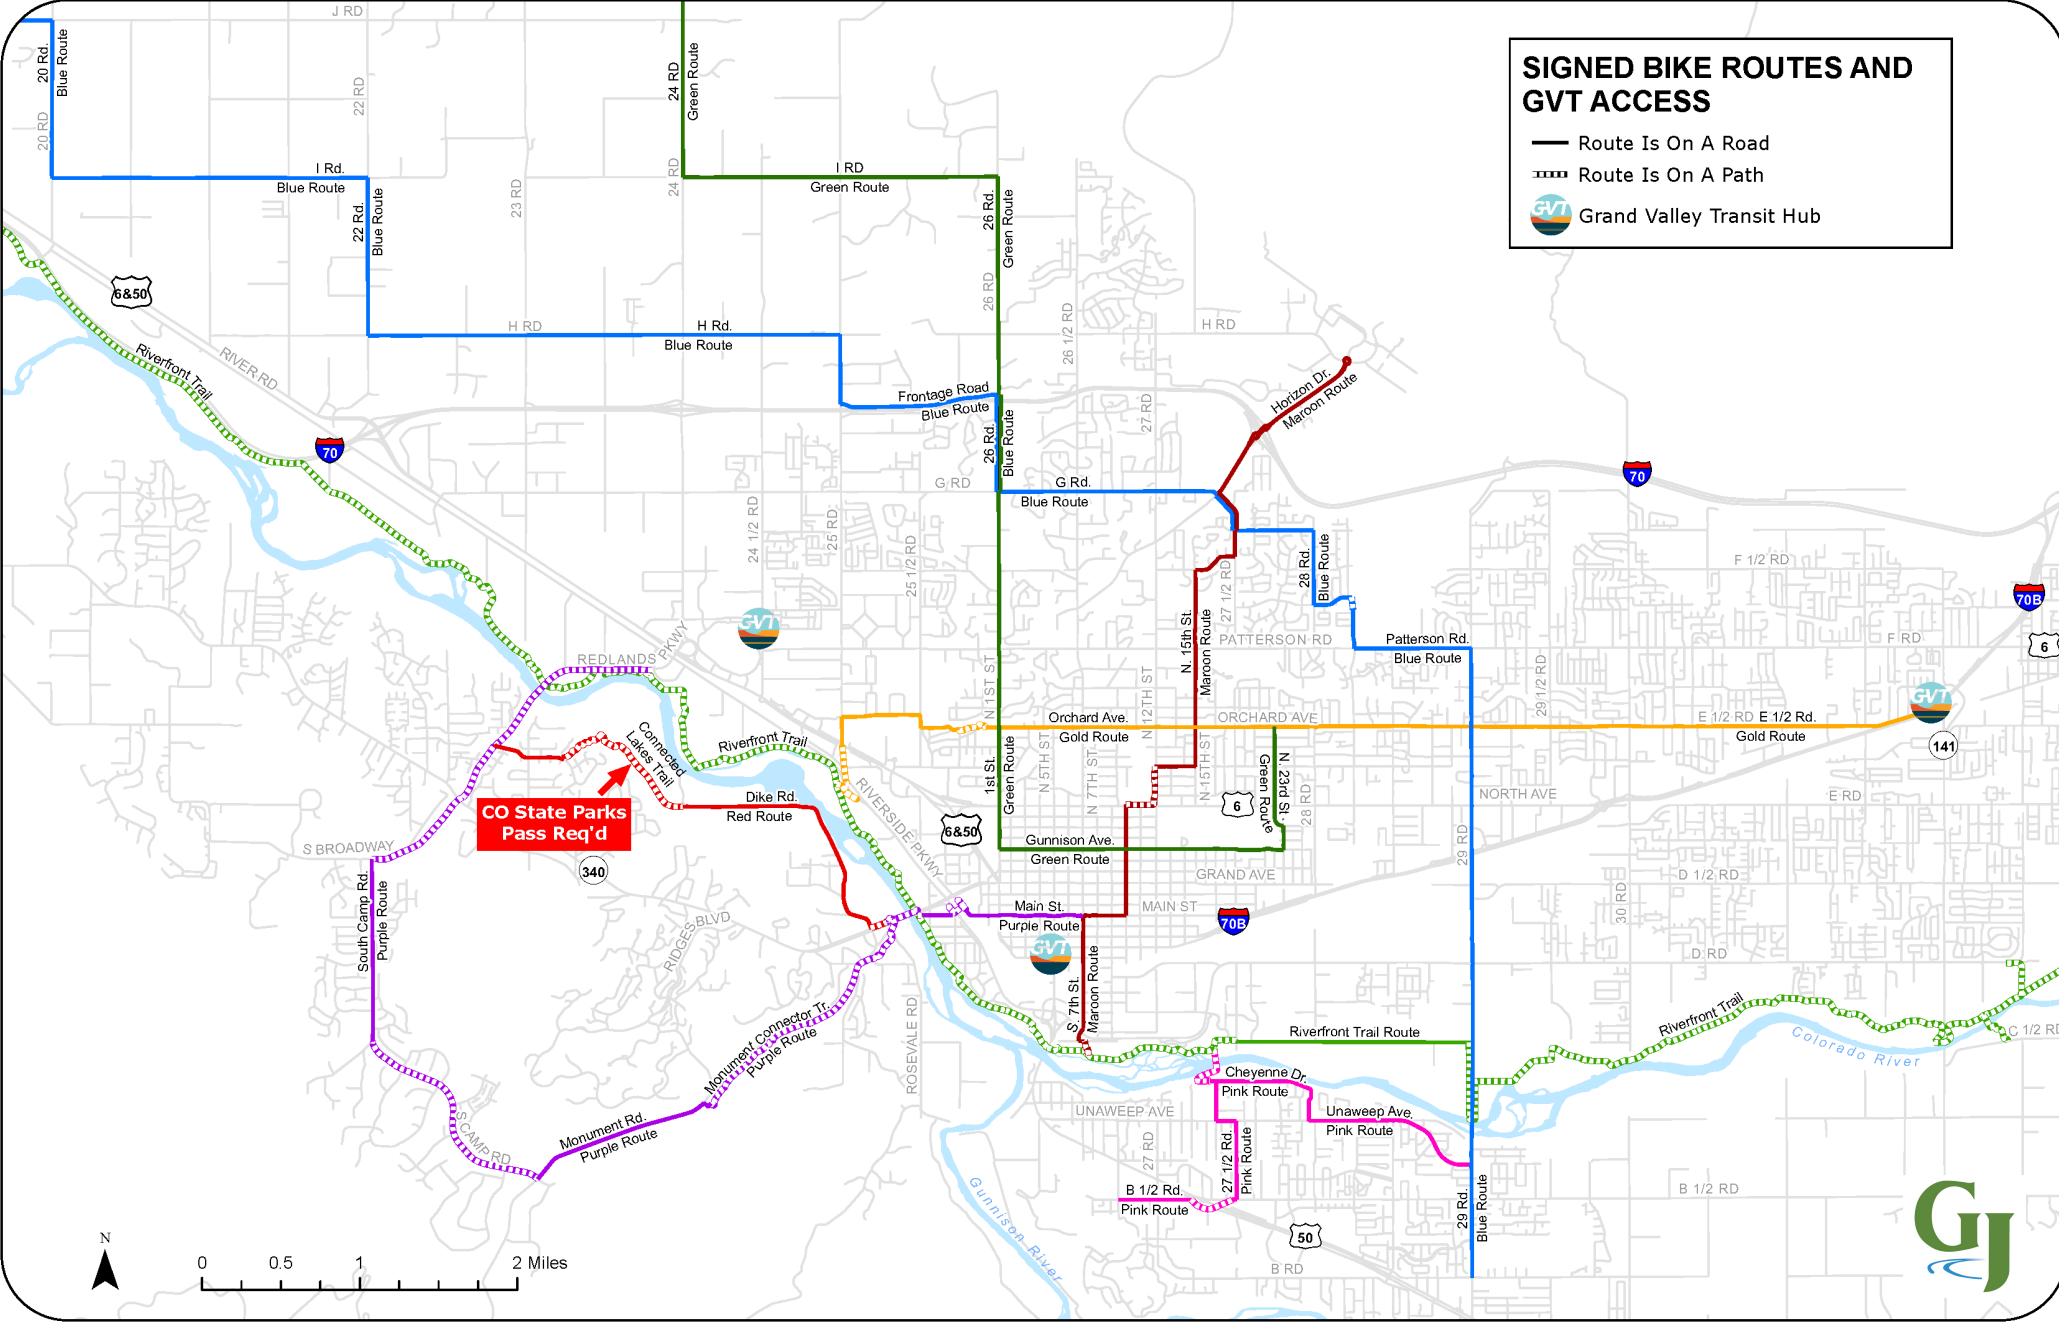 SIGNED BIKE ROUTES AND
GVT ACCESS
Route Is On A Road
Route Is On A Path
GVT
Grand Valley Transit Hub
J RD
20 Rd.
Blue Route
20 RD
22 RD
24 RD
Green Route
I Rd.
Blue Route
22 Rd.
Blue Route
23 RD
24 RD
I RD
Green Route
26 Rd.
Green Route
26 RD
26 1/2 RD
6&50
Riverfront Trail
RIVER RD
H RD
H Rd.
Blue Route
H RD
Frontage Road
Blue Route
26 Rd.
Blue Route
27 RD
Horizon Dr.
Maroon Route
70
70
G RD
G Rd.
Blue Route
24 1/2 RD
25 RD
25 1/2 RD
28 Rd.
Blue Route
27 1/2 RD
F 1/2 RD
70B
6
GVT
N. 15th St.
Maroon Route
PATTERSON RD
Patterson Rd.
Blue Route
F RD
REDLANDS
PKWY
N 1ST ST
N 12TH ST
29 1/2 RD
GVT
141
Orchard Ave.
Gold Route
ORCHARD AVE
E 1/2 RD
E 1/2 Rd.
Gold Route
Connected
Lakes Trail
Riverfront Trail
1st St.
Green Route
N 5TH ST
N 7TH ST
N 15TH ST
N. 23rd St
Green Route
28 RD
NORTH AVE
E RD
6
CO State Parks
Pass Req'd
Dike Rd.
Red Route
RIVERSIDE PKWY
6&50
S BROADWAY
340
Gunnison Ave.
Green Route
GRAND AVE
29 RD
D 1/2 RD
30 RD
South Camp Rd.
Purple Route
RIDGES BLVD
Main St.
Purple Route
MAIN ST
70B
GVT
D RD
S. 7th St.
Maroon Route
ROSEVALE RD
Monument Connector Tr.
Purple Route
Riverfront Trail Route
Riverfront Trail
Colorado River
C 1/2 RD
Cheyenne Dr.
Pink Route
UNAWEEP AVE
Unaweep Ave.
Pink Route
S CAMP RD
Monument Rd.
Purple Route
27 RD
27 1/2 Rd.
Pink Route
B 1/2 Rd.
Pink Route
B 1/2 RD
29 Rd.
Blue Route
Gunnison River
50
B RD
N
0 0.5 1 2 Miles
GJ